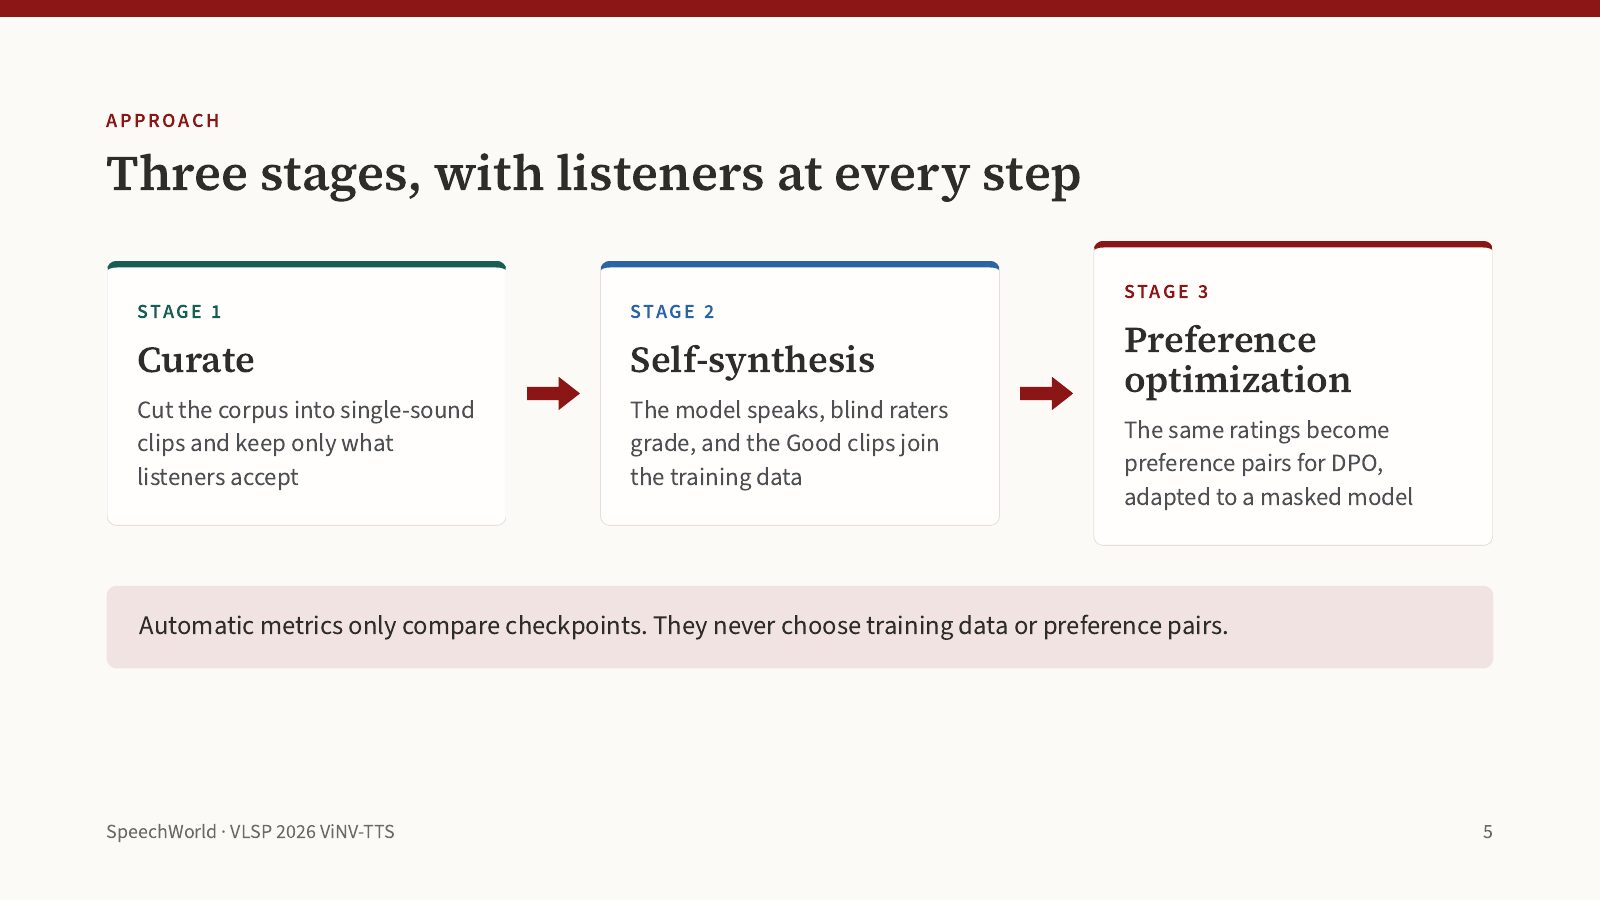 APPROACH
Three stages, with listeners at every step
STAGE 1
Curate
Cut the corpus into single-sound
clips and keep only what
listeners accept
STAGE 2
Self-synthesis
The model speaks, blind raters
grade, and the Good clips join
the training data
STAGE 3
Preference
optimization
The same ratings become
preference pairs for DPO,
adapted to a masked model
Automatic metrics only compare checkpoints. They never choose training data or preference pairs.
SpeechWorld · VLSP 2026 ViNV-TTS
5